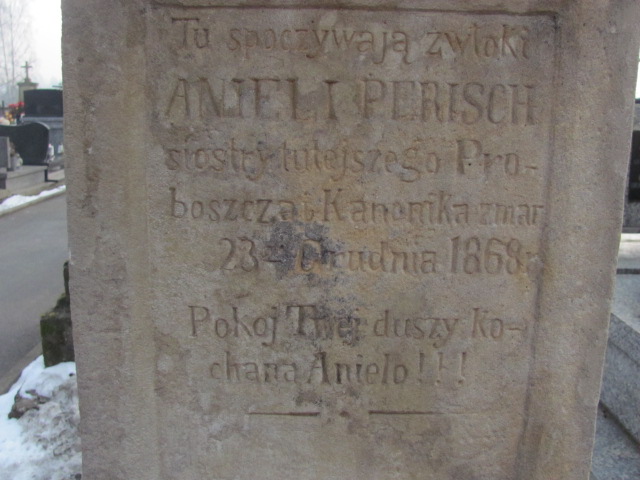 Tu spoczywają zwłoki
ANIELI PERISCH
siostry tutejszego Pro-
boszcza i Kanonika zmar.
23 - Grudnia 1868 r
Pokoj Twej duszy ko-
chana Anielo!!!